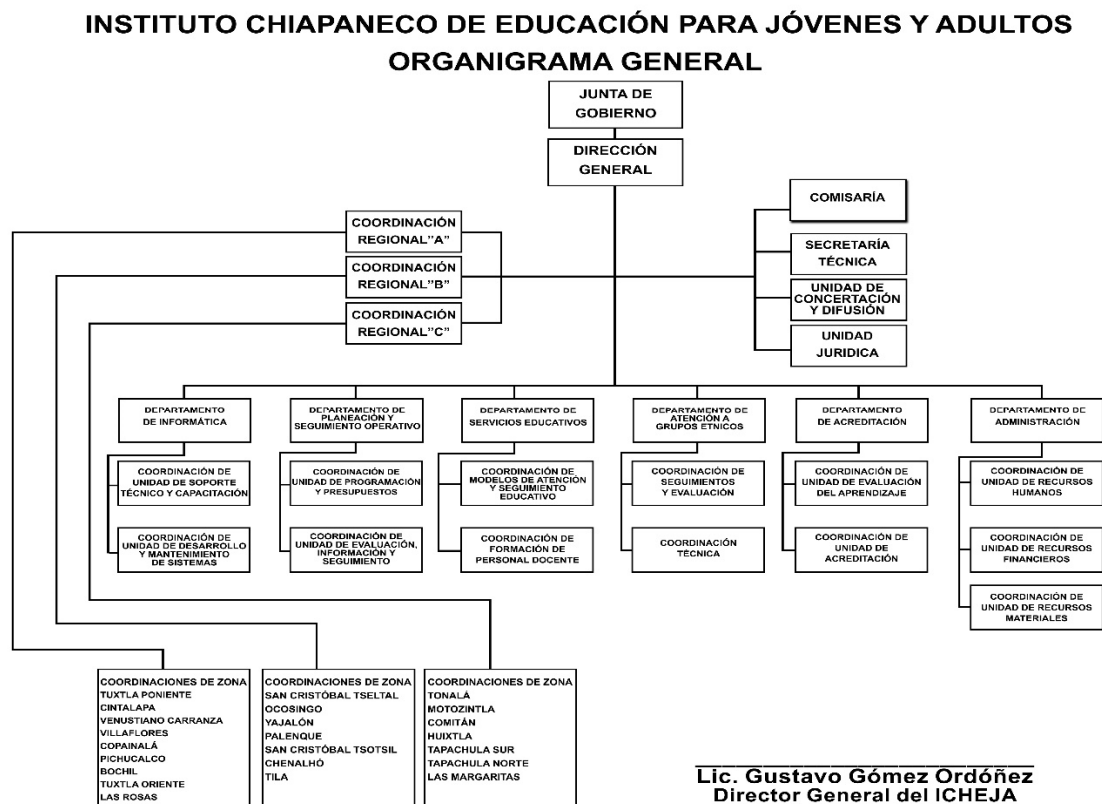 INSTITUTO CHIAPANECO DE EDUCACIÓN PARA JÓVENES Y ADULTOS
ORGANIGRAMA GENERAL
JUNTA DE
GOBIERNO
DIRECCIÓN
GENERAL
COMISARÍA
SECRETARÍA
TÉCNICA
UNIDAD DE
CONCERTACIÓN
Y DIFUSIÓN
UNIDAD
JURIDICA
COORDINACIÓN
REGIONAL"A"
COORDINACIÓN
REGIONAL"B"
COORDINACIÓN
REGIONAL"C"
DEPARTAMENTO
DE INFORMÁTICA
COORDINACIÓN DE
UNIDAD DE SOPORTE
TÉCNICO Y CAPACITACIÓN
COORDINACIÓN DE
UNIDAD DE DESARROLLO
Y MANTENIMIENTO
DE SISTEMAS
DEPARTAMENTO DE
PLANEACIÓN Y
SEGUIMIENTO OPERATIVO
COORDINACIÓN DE
UNIDAD DE PROGRAMACIÓN
Y PRESUPUESTOS
COORDINACIÓN DE
UNIDAD DE EVALUACIÓN,
INFORMACIÓN Y
SEGUIMIENTO
DEPARTAMENTO DE
SERVICIOS EDUCATIVOS
COORDINACIÓN DE
MODELOS DE ATENCIÓN
Y SEGUIMIENTO
EDUCATIVO
COORDINACIÓN DE
FORMACIÓN DE
PERSONAL DOCENTE
DEPARTAMENTO DE
ATENCIÓN A
GRUPOS ETNICOS
COORDINACIÓN DE
SEGUIMIENTOS
Y EVALUACIÓN
COORDINACIÓN
TÉCNICA
DEPARTAMENTO
DE ACREDITACIÓN
COORDINACIÓN DE
UNIDAD DE EVALUACIÓN
DEL APRENDIZAJE
COORDINACIÓN DE
UNIDAD DE
ACREDITACIÓN
DEPARTAMENTO DE
ADMINISTRACIÓN
COORDINACIÓN DE
UNIDAD DE RECURSOS
HUMANOS
COORDINACIÓN DE
UNIDAD DE RECURSOS
FINANCIEROS
COORDINACIÓN DE
UNIDAD DE RECURSOS
MATERIALES
COORDINACIONES DE ZONA
TUXTLA PONIENTE
CINTALAPA
VENUSTIANO CARRANZA
VILLAFLORES
COPAINALÁ
PICHUCALCO
BOCHIL
TUXTLA ORIENTE
LAS ROSAS
COORDINACIONES DE ZONA
SAN CRISTÓBAL TSELTAL
OCOSINGO
YAJALÓN
PALENQUE
SAN CRISTÓBAL TSOTSIL
CHENALHÓ
TILA
COORDINACIONES DE ZONA
TONALÁ
MOTOZINTLA
COMITÁN
HUIXTLA
TAPACHULA SUR
TAPACHULA NORTE
LAS MARGARITAS
Lic. Gustavo Gómez Ordóñez
Director General del ICHEJA